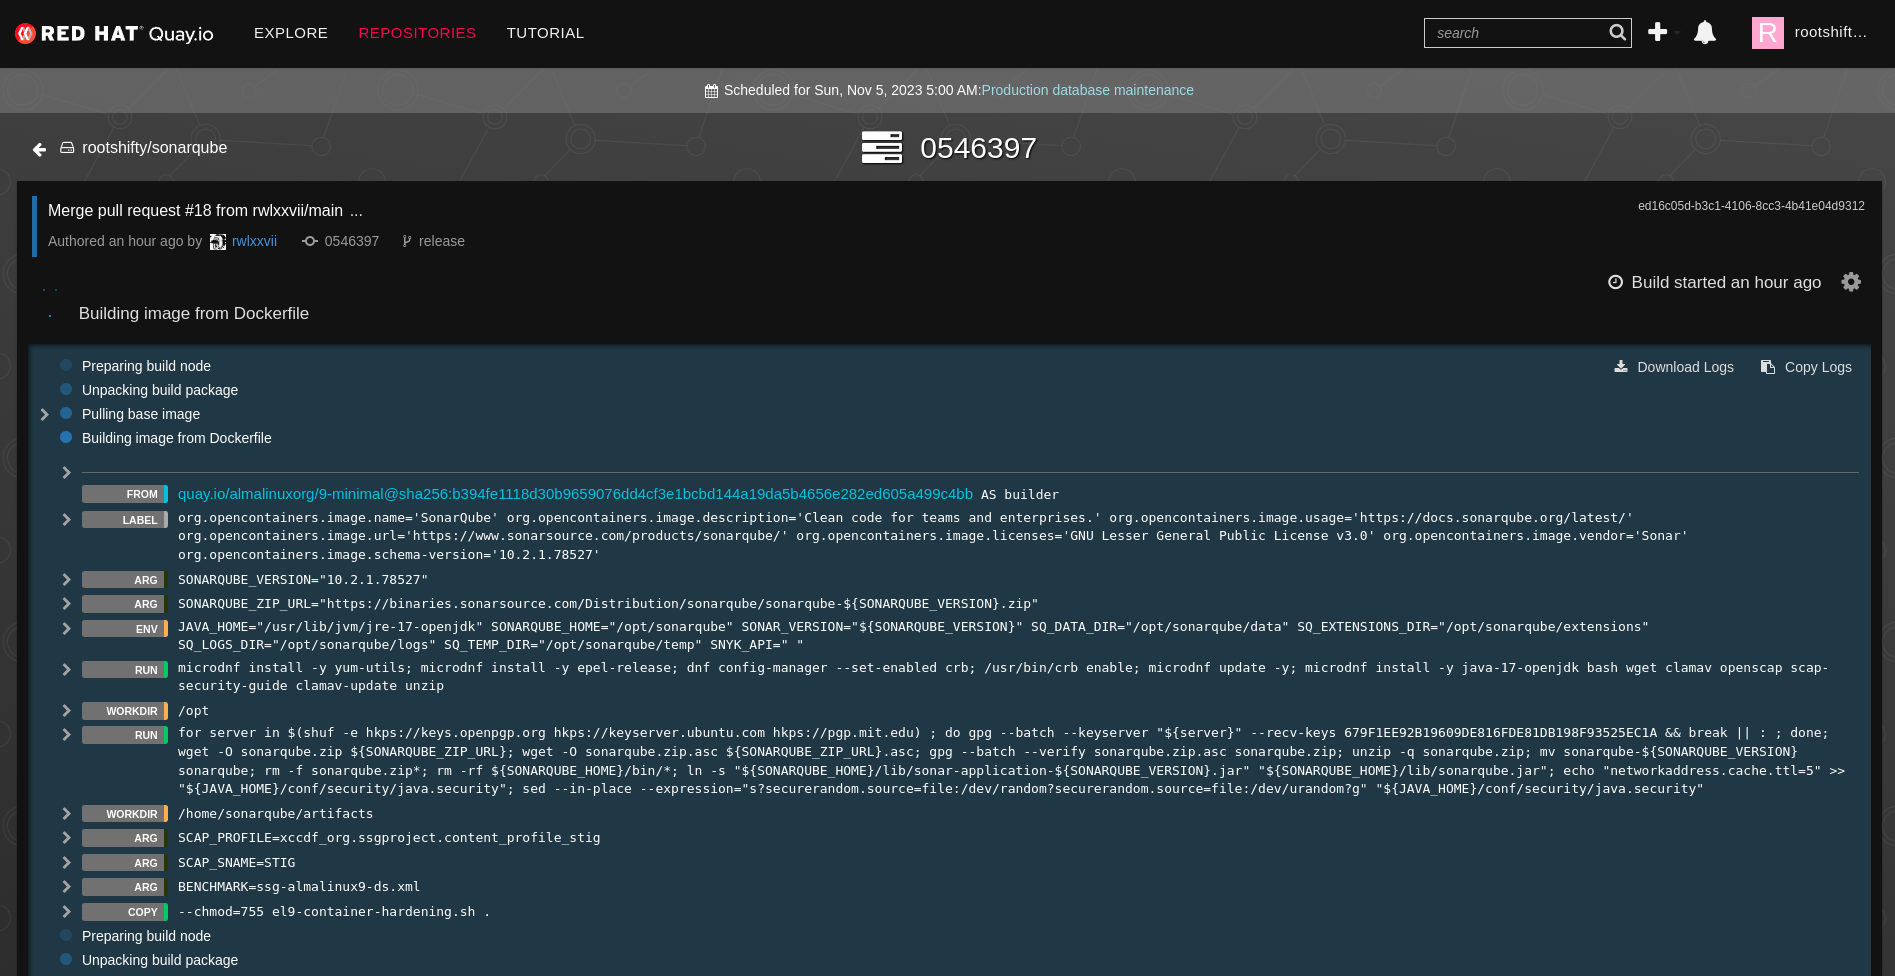 RED HAT Quay.io EXPLORE REPOSITORIES TUTORIAL search R rootshift...
Scheduled for Sun, Nov 5, 2023 5:00 AM:Production database maintenance
rootshifty/sonarqube 0546397
Merge pull request #18 from rwlxxvii/main ... ed16c05d-b3c1-4106-8cc3-4b41e04d9312
Authored an hour ago by rwlxxvii 0546397 release
Build started an hour ago
Building image from Dockerfile
Preparing build node Download Logs Copy Logs
Unpacking build package
Pulling base image
Building image from Dockerfile
FROM quay.io/almalinuxorg/9-minimal@sha256:b394fe1118d30b9659076dd4cf3e1bcbd144a19da5b4656e282ed605a499c4bb AS builder
LABEL org.opencontainers.image.name='SonarQube' org.opencontainers.image.description='Clean code for teams and enterprises.' org.opencontainers.image.usage='https://docs.sonarqube.org/latest/'
org.opencontainers.image.url='https://www.sonarsource.com/products/sonarqube/' org.opencontainers.image.licenses='GNU Lesser General Public License v3.0' org.opencontainers.image.vendor='Sonar'
org.opencontainers.image.schema-version='10.2.1.78527'
ARG SONARQUBE_VERSION="10.2.1.78527"
ARG SONARQUBE_ZIP_URL="https://binaries.sonarsource.com/Distribution/sonarqube/sonarqube-${SONARQUBE_VERSION}.zip"
ENV JAVA_HOME="/usr/lib/jvm/jre-17-openjdk" SONARQUBE_HOME="/opt/sonarqube" SONAR_VERSION="${SONARQUBE_VERSION}" SQ_DATA_DIR="/opt/sonarqube/data" SQ_EXTENSIONS_DIR="/opt/sonarqube/extensions"
SQ_LOGS_DIR="/opt/sonarqube/logs" SQ_TEMP_DIR="/opt/sonarqube/temp" SNYK_API=" "
RUN microdnf install -y yum-utils; microdnf install -y epel-release; dnf config-manager --set-enabled crb; /usr/bin/crb enable; microdnf update -y; microdnf install -y java-17-openjdk bash wget clamav openscap scap-
security-guide clamav-update unzip
WORKDIR /opt
RUN for server in $(shuf -e hkps://keys.openpgp.org hkps://keyserver.ubuntu.com hkps://pgp.mit.edu) ; do gpg --batch --keyserver "${server}" --recv-keys 679F1EE92B19609DE816FDE81DB198F93525EC1A && break || : ; done;
wget -O sonarqube.zip ${SONARQUBE_ZIP_URL}; wget -O sonarqube.zip.asc ${SONARQUBE_ZIP_URL}.asc; gpg --batch --verify sonarqube.zip.asc sonarqube.zip; unzip -q sonarqube.zip; mv sonarqube-${SONARQUBE_VERSION}
sonarqube; rm -f sonarqube.zip*; rm -rf ${SONARQUBE_HOME}/bin/*; ln -s "${SONARQUBE_HOME}/lib/sonar-application-${SONARQUBE_VERSION}.jar" "${SONARQUBE_HOME}/lib/sonarqube.jar"; echo "networkaddress.cache.ttl=5" >>
"${JAVA_HOME}/conf/security/java.security"; sed --in-place --expression="s?securerandom.source=file:/dev/random?securerandom.source=file:/dev/urandom?g" "${JAVA_HOME}/conf/security/java.security"
WORKDIR /home/sonarqube/artifacts
ARG SCAP_PROFILE=xccdf_org.ssgproject.content_profile_stig
ARG SCAP_SNAME=STIG
ARG BENCHMARK=ssg-almalinux9-ds.xml
COPY --chmod=755 el9-container-hardening.sh .
Preparing build node
Unpacking build package